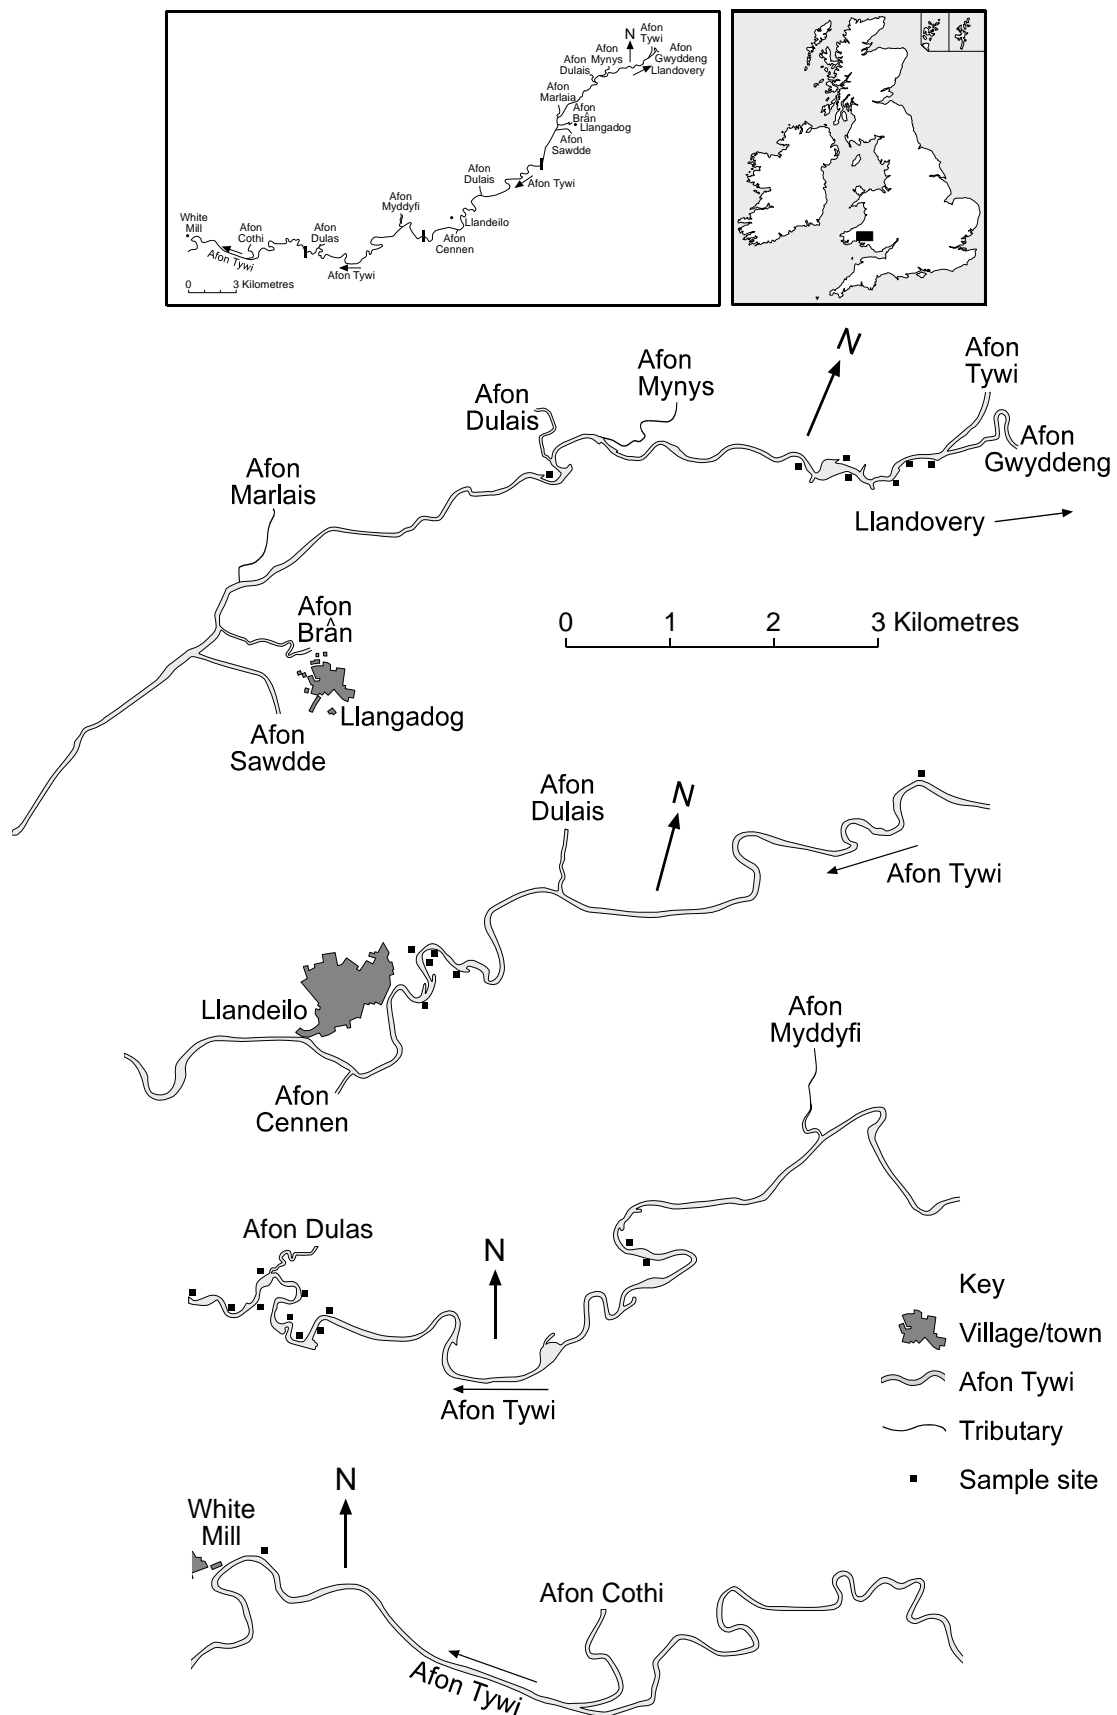 N
Afon
Tywi
Afon
Mynys
Afon
Gwyddeng
Afon
Dulais
Llandovery
Afon
Marlaia
Afon
Brân
Llangadog
Afon
Sawdde
Afon
Dulais
Afon Tywi
Afon
Myddyfi
Llandeilo
Afon
Cennen
White
Mill
Afon
Cothi
Afon
Dulas
Afon Tywi
Afon Tywi
0 3 Kilometres
N
Afon
Tywi
Afon
Mynys
Afon
Dulais
Afon
Gwyddeng
Afon
Marlais
Llandovery
Afon
Brân
0 1 2 3 Kilometres
Llangadog
Afon
Sawdde
Afon
Dulais
N
Afon Tywi
Llandeilo
Afon
Cennen
Afon
Myddyfi
Afon Dulas
N
Afon Tywi
Key
Village/town
Afon Tywi
Tributary
Sample site
N
White
Mill
Afon Cothi
Afon Tywi